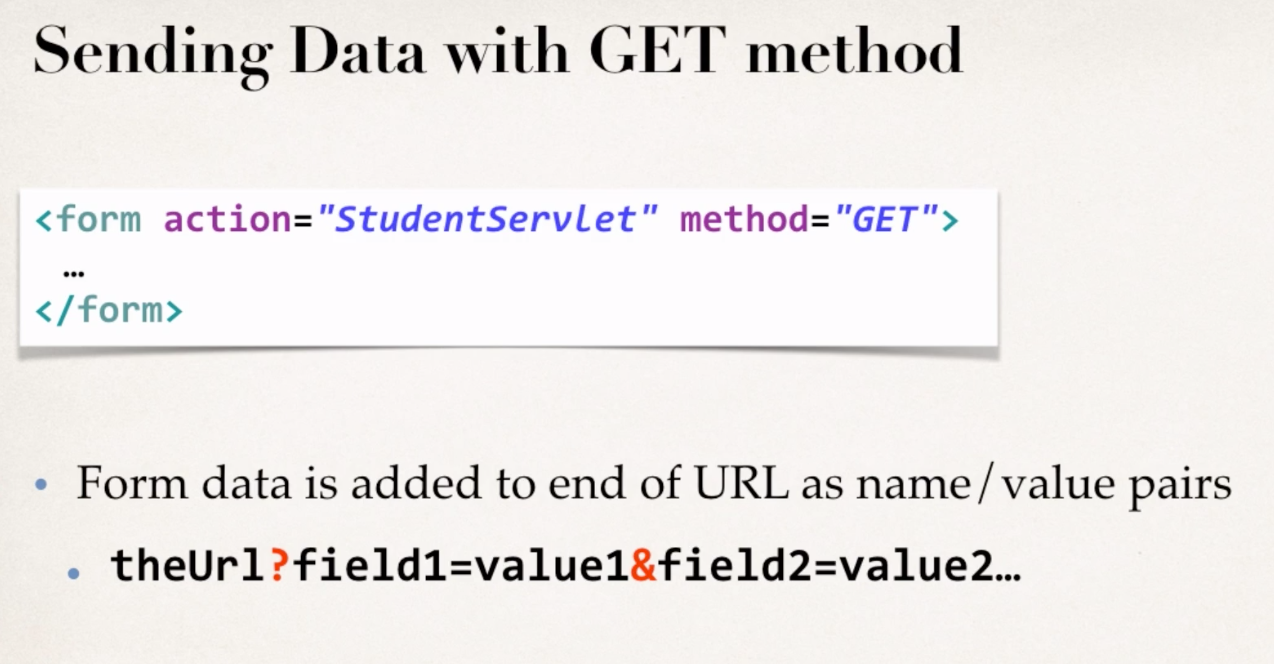 Sending Data with GET method
<form action="StudentServlet" method="GET">
…
</form>
• Form data is added to end of URL as name/value pairs
• theUrl?field1=value1&field2=value2…